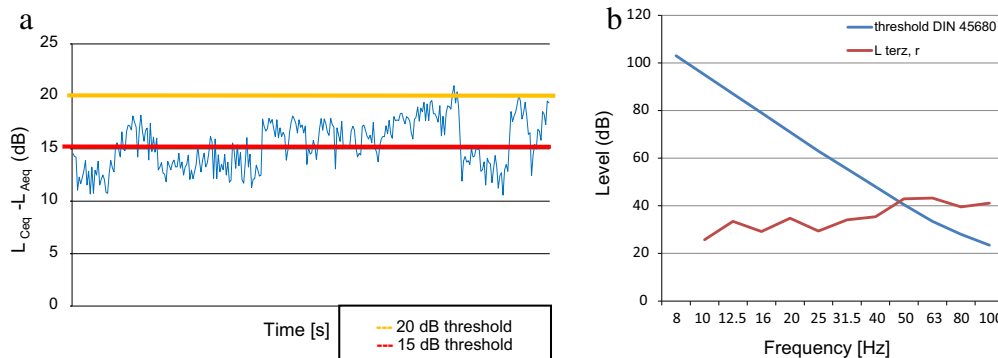 a
25
20
15
10
5
0
L Ceq -L Aeq (dB)
Time [s]
20 dB threshold
15 dB threshold
b
120
100
80
60
40
20
0
Level (dB)
threshold DIN 45680
L terz, r
8 10 12.5 16 20 25 31.5 40 50 63 80 100
Frequency [Hz]